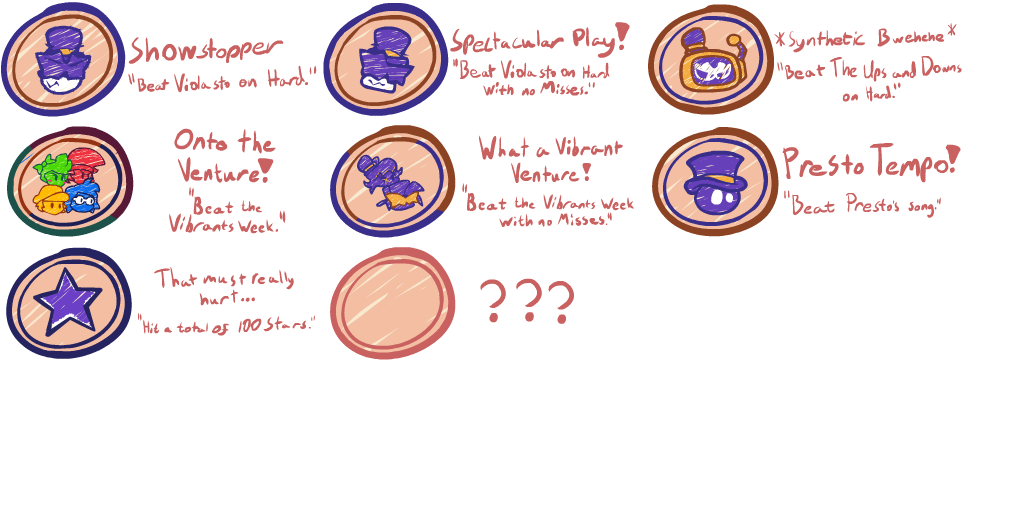 Showstopper
"Beat Violasto on Hard."
Spectacular Play!
"Beat Violasto on Hard
with no Misses."
*Synthetic Bwehehe*
"Beat The Ups and Downs
on Hard."
Onto the
Venture!
"Beat the
Vibrants Week."
What a Vibrant
Venture!
"Beat the Vibrants Week
with no Misses."
Presto Tempo!
"Beat Presto's song."
That must really
hurt...
"Hit a total of 100 Stars."
???